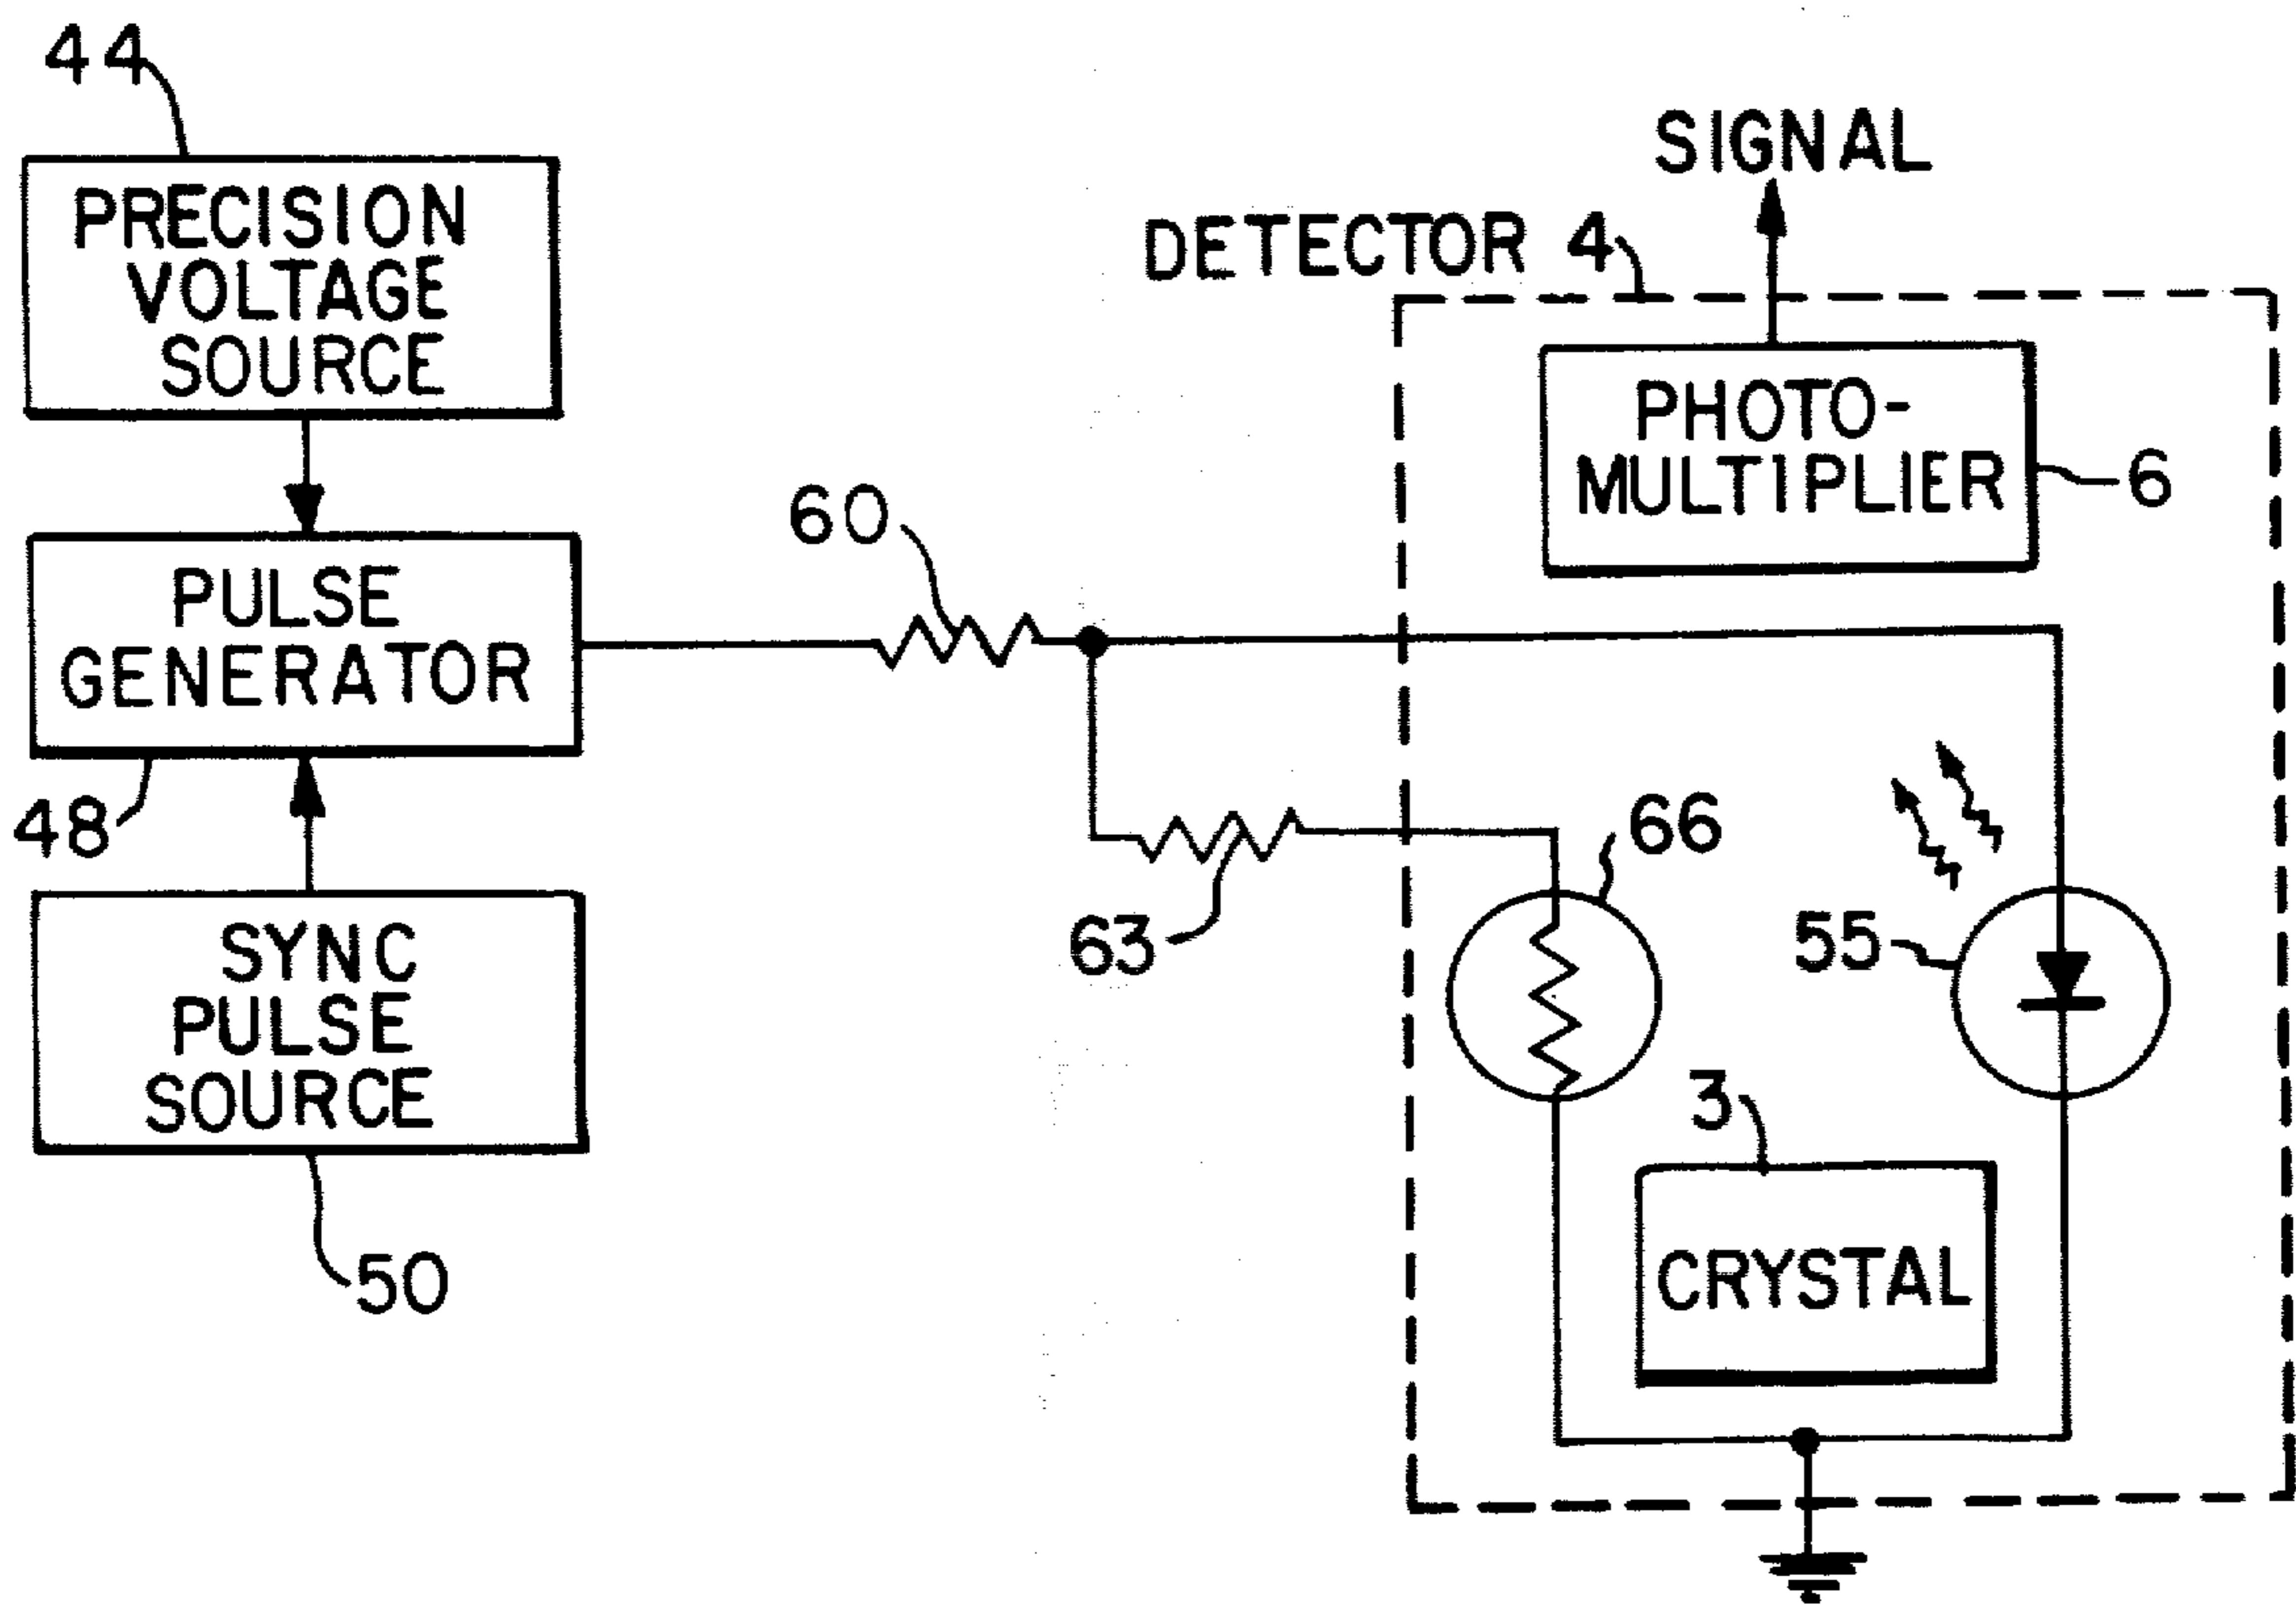 44
PRECISION
VOLTAGE
SOURCE
PULSE
GENERATOR
48
SYNC
PULSE
SOURCE
50
60
63
SIGNAL
DETECTOR 4
PHOTO-
MULTIPLIER
6
66
55
3
CRYSTAL